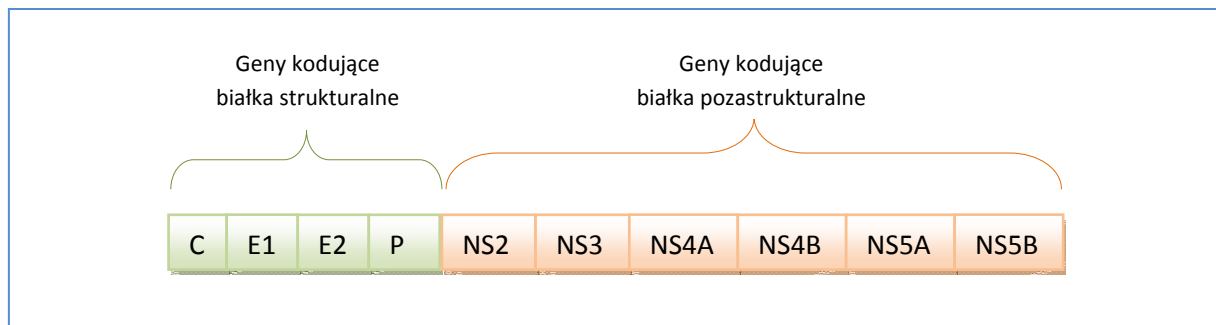 Geny kodujące
białka strukturalne
Geny kodujące
białka pozastrukturalne
C E1 E2 P NS2 NS3 NS4A NS4B NS5A NS5B